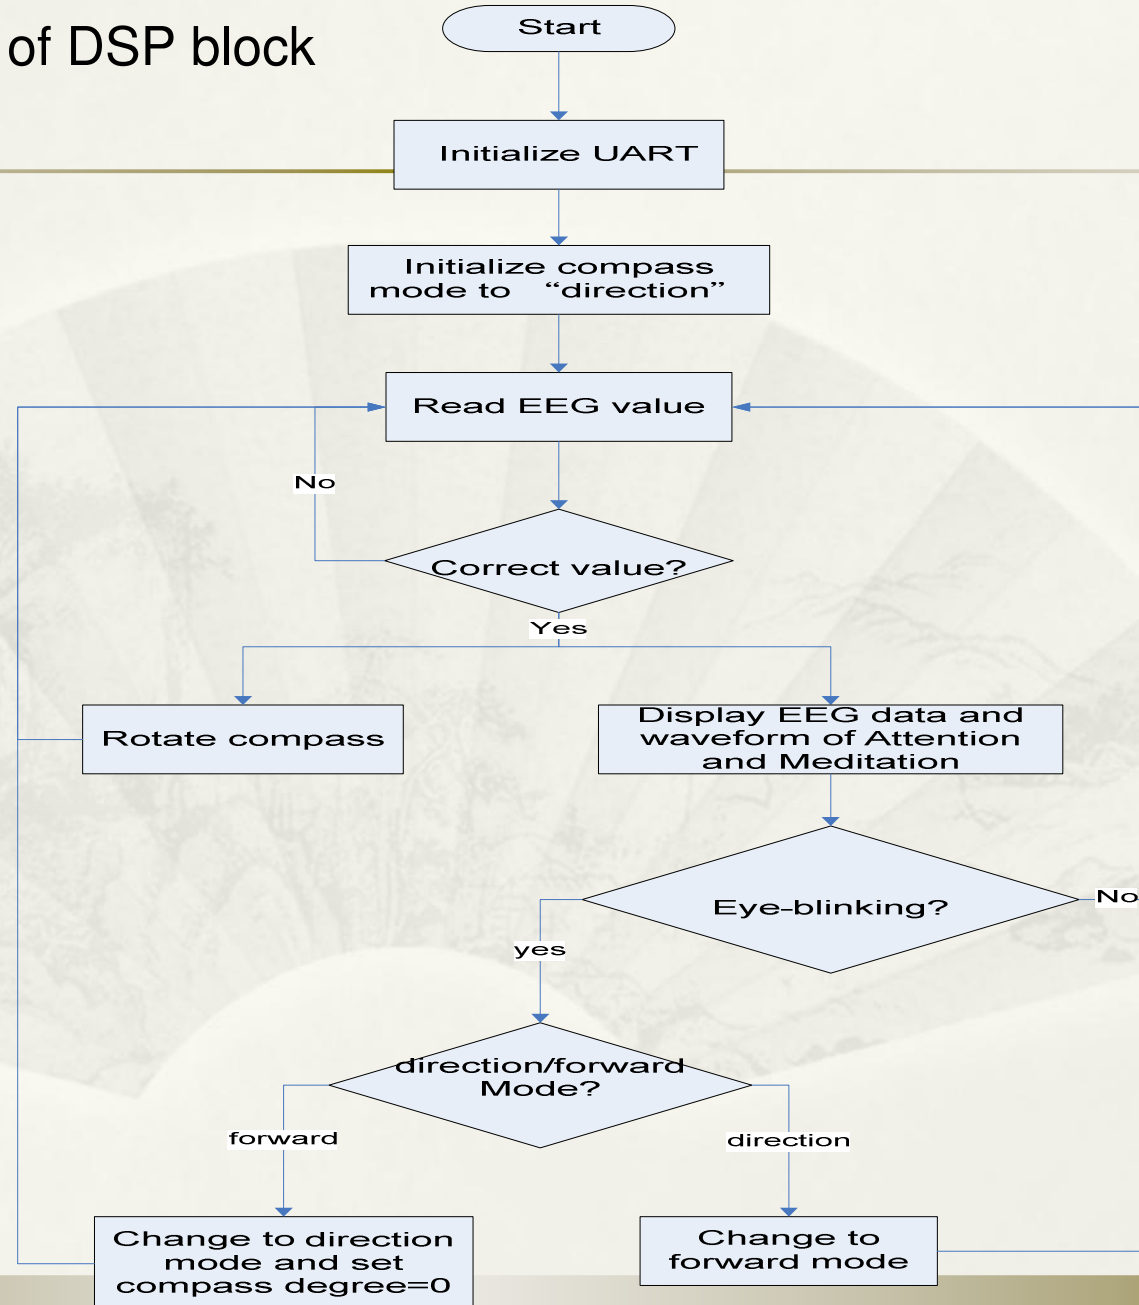 of DSP block
Start
Initialize UART
Initialize compass
mode to “direction”
Read EEG value
No
Correct value?
Yes
Rotate compass
Display EEG data and
waveform of Attention
and Meditation
Eye-blinking?
No
yes
direction/forward
Mode?
forward
direction
Change to direction
mode and set
compass degree=0
Change to
forward mode